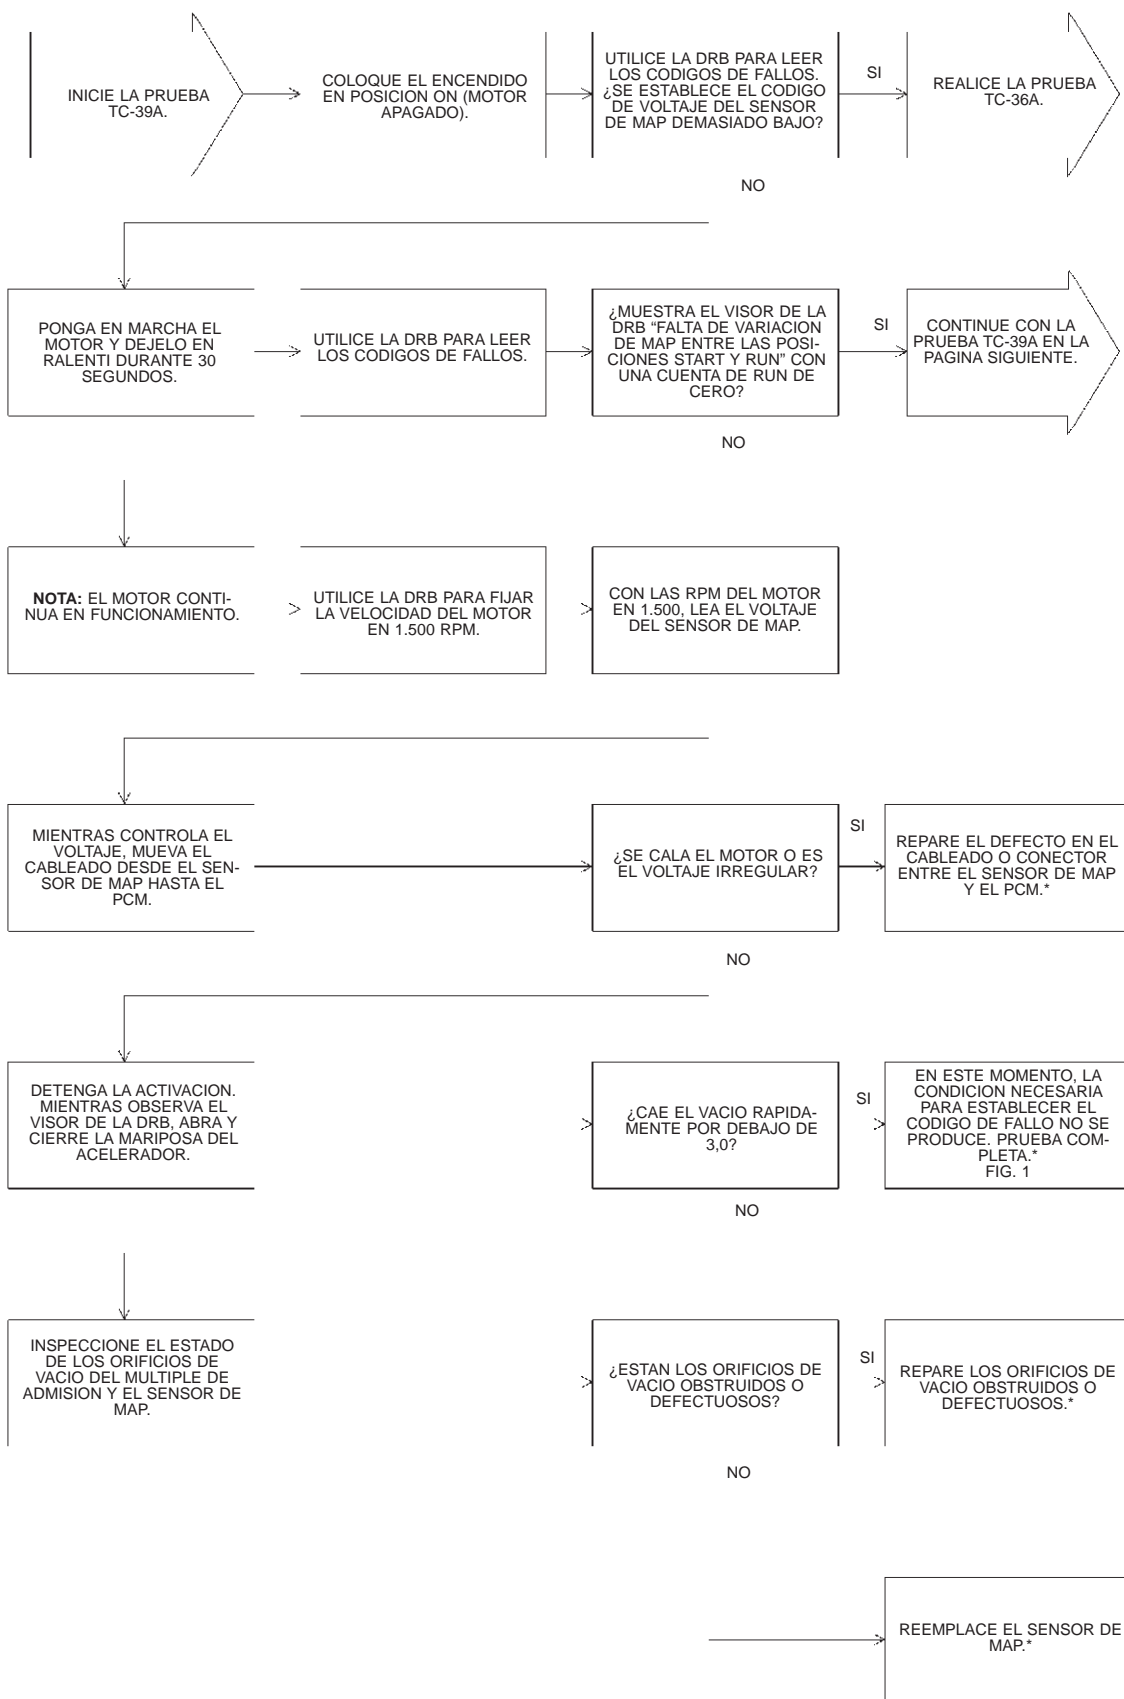 INICIE LA PRUEBA
TC-39A.
COLOQUE EL ENCENDIDO
EN POSICION ON (MOTOR
APAGADO).
UTILICE LA DRB PARA LEER
LOS CODIGOS DE FALLOS.
¿SE ESTABLECE EL CODIGO
DE VOLTAJE DEL SENSOR
DE MAP DEMASIADO BAJO?
SI
REALICE LA PRUEBA
TC-36A.
NO
PONGA EN MARCHA EL
MOTOR Y DEJELO EN
RALENTI DURANTE 30
SEGUNDOS.
UTILICE LA DRB PARA LEER
LOS CODIGOS DE FALLOS.
¿MUESTRA EL VISOR DE LA
DRB “FALTA DE VARIACION
DE MAP ENTRE LAS POSI-
CIONES START Y RUN” CON
UNA CUENTA DE RUN DE
CERO?
SI
CONTINUE CON LA
PRUEBA TC-39A EN LA
PAGINA SIGUIENTE.
NO
NOTA: EL MOTOR CONTI-
NUA EN FUNCIONAMIENTO.
UTILICE LA DRB PARA FIJAR
LA VELOCIDAD DEL MOTOR
EN 1.500 RPM.
CON LAS RPM DEL MOTOR
EN 1.500, LEA EL VOLTAJE
DEL SENSOR DE MAP.
MIENTRAS CONTROLA EL
VOLTAJE, MUEVA EL
CABLEADO DESDE EL SEN-
SOR DE MAP HASTA EL
PCM.
¿SE CALA EL MOTOR O ES
EL VOLTAJE IRREGULAR?
SI
REPARE EL DEFECTO EN EL
CABLEADO O CONECTOR
ENTRE EL SENSOR DE MAP
Y EL PCM.*
NO
DETENGA LA ACTIVACION.
MIENTRAS OBSERVA EL
VISOR DE LA DRB, ABRA Y
CIERRE LA MARIPOSA DEL
ACELERADOR.
¿CAE EL VACIO RAPIDA-
MENTE POR DEBAJO DE
3,0?
SI
EN ESTE MOMENTO, LA
CONDICION NECESARIA
PARA ESTABLECER EL
CODIGO DE FALLO NO SE
PRODUCE. PRUEBA COM-
PLETA.*
FIG. 1
NO
INSPECCIONE EL ESTADO
DE LOS ORIFICIOS DE
VACIO DEL MULTIPLE DE
ADMISION Y EL SENSOR DE
MAP.
¿ESTAN LOS ORIFICIOS DE
VACIO OBSTRUIDOS O
DEFECTUOSOS?
SI
REPARE LOS ORIFICIOS DE
VACIO OBSTRUIDOS O
DEFECTUOSOS.*
NO
REEMPLACE EL SENSOR DE
MAP.*